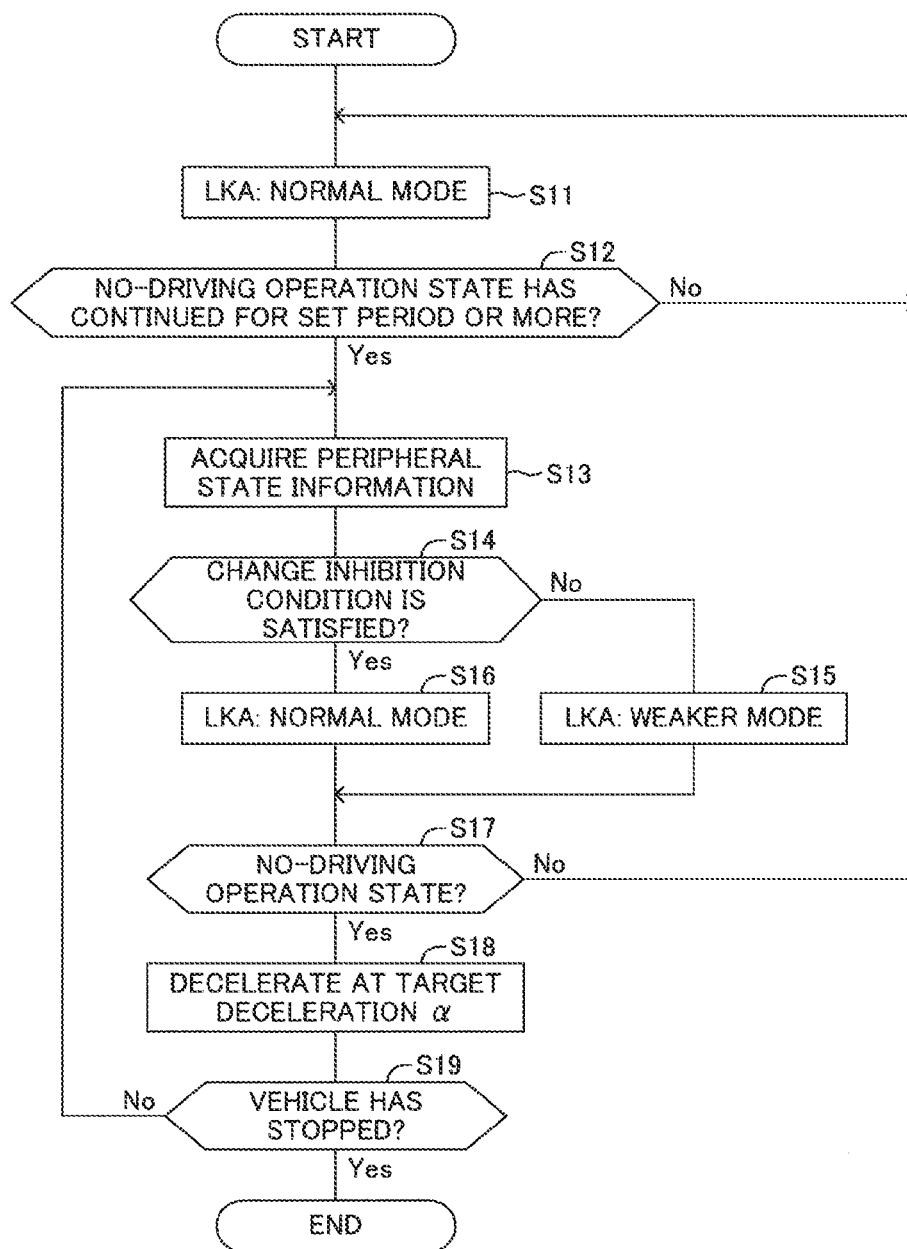 START
LKA: NORMAL MODE
S11
S12
NO-DRIVING OPERATION STATE HAS
CONTINUED FOR SET PERIOD OR MORE?
No
Yes
ACQUIRE PERIPHERAL
STATE INFORMATION
S13
S14
CHANGE INHIBITION
CONDITION IS
SATISFIED?
No
Yes
S16
LKA: NORMAL MODE
S15
LKA: WEAKER MODE
S17
NO-DRIVING
OPERATION STATE?
No
Yes
S18
DECELERATE AT TARGET
DECELERATION α
S19
VEHICLE HAS
STOPPED?
No
Yes
END